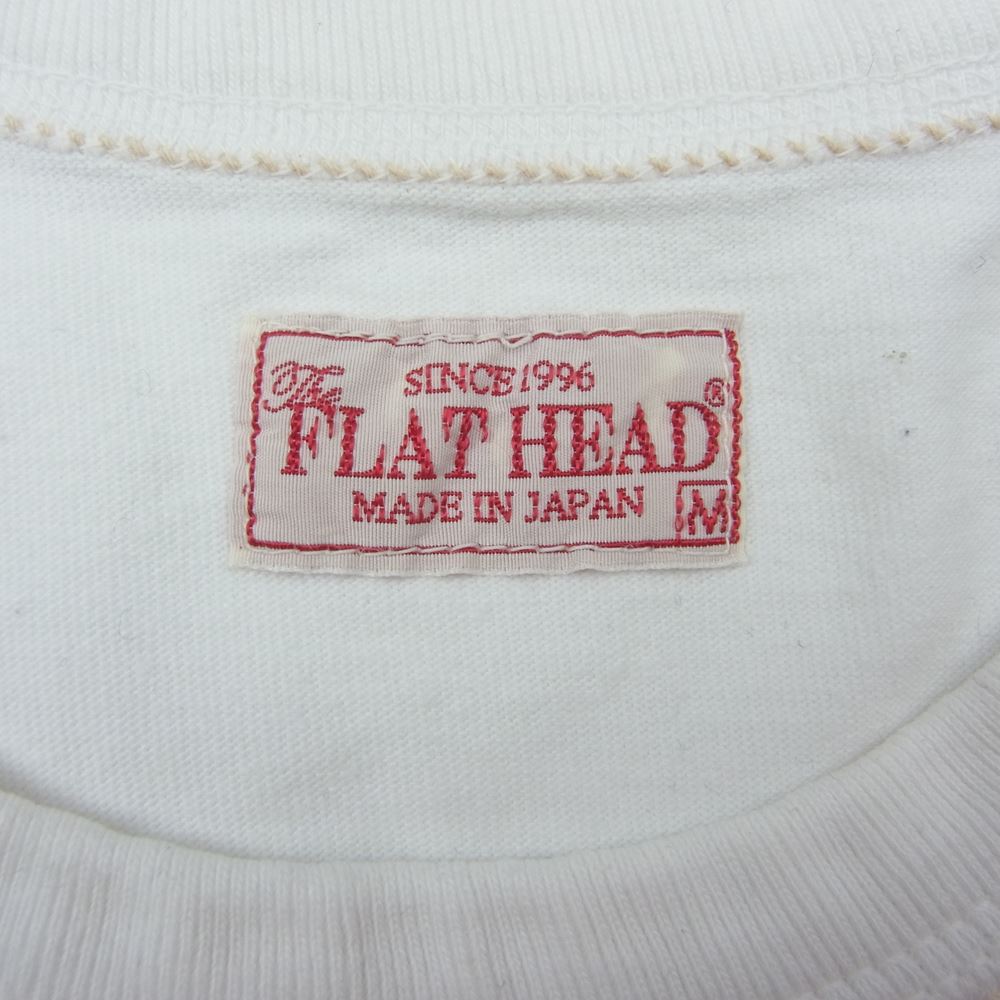 SINCE 1996
The
FLAT HEAD®
MADE IN JAPAN
M